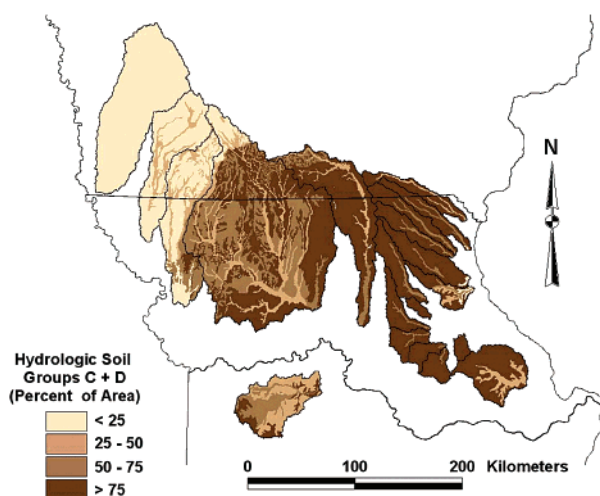 N
Hydrologic Soil
Groups C + D
(Percent of Area)
< 25
25 - 50
50 - 75
> 75
0 100 200 Kilometers